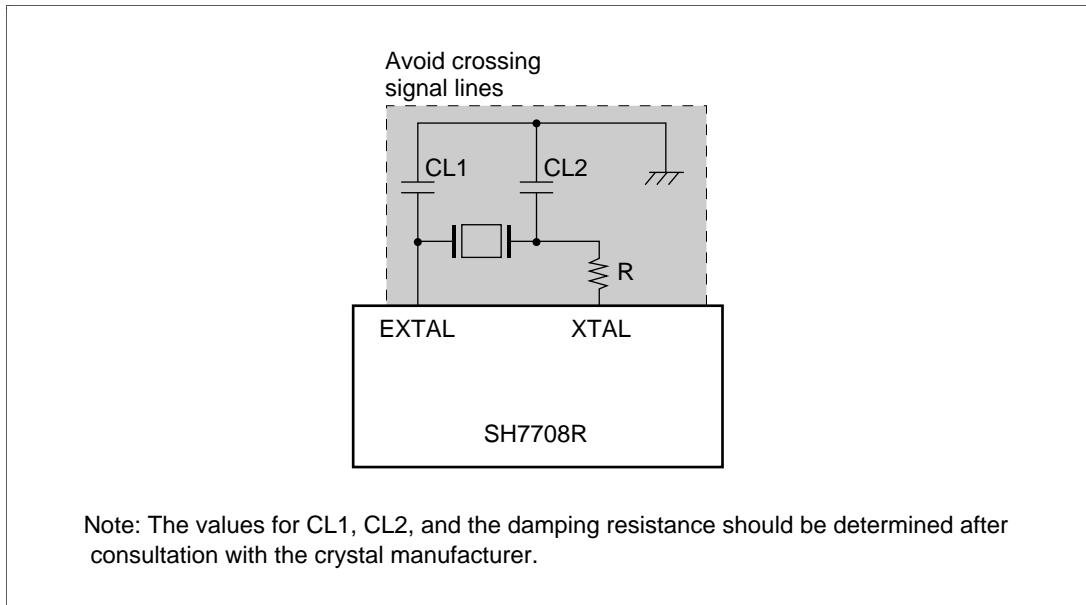 Avoid crossing
signal lines
CL1
CL2
R
EXTAL
XTAL
SH7708R
Note: The values for CL1, CL2, and the damping resistance should be determined after
consultation with the crystal manufacturer.